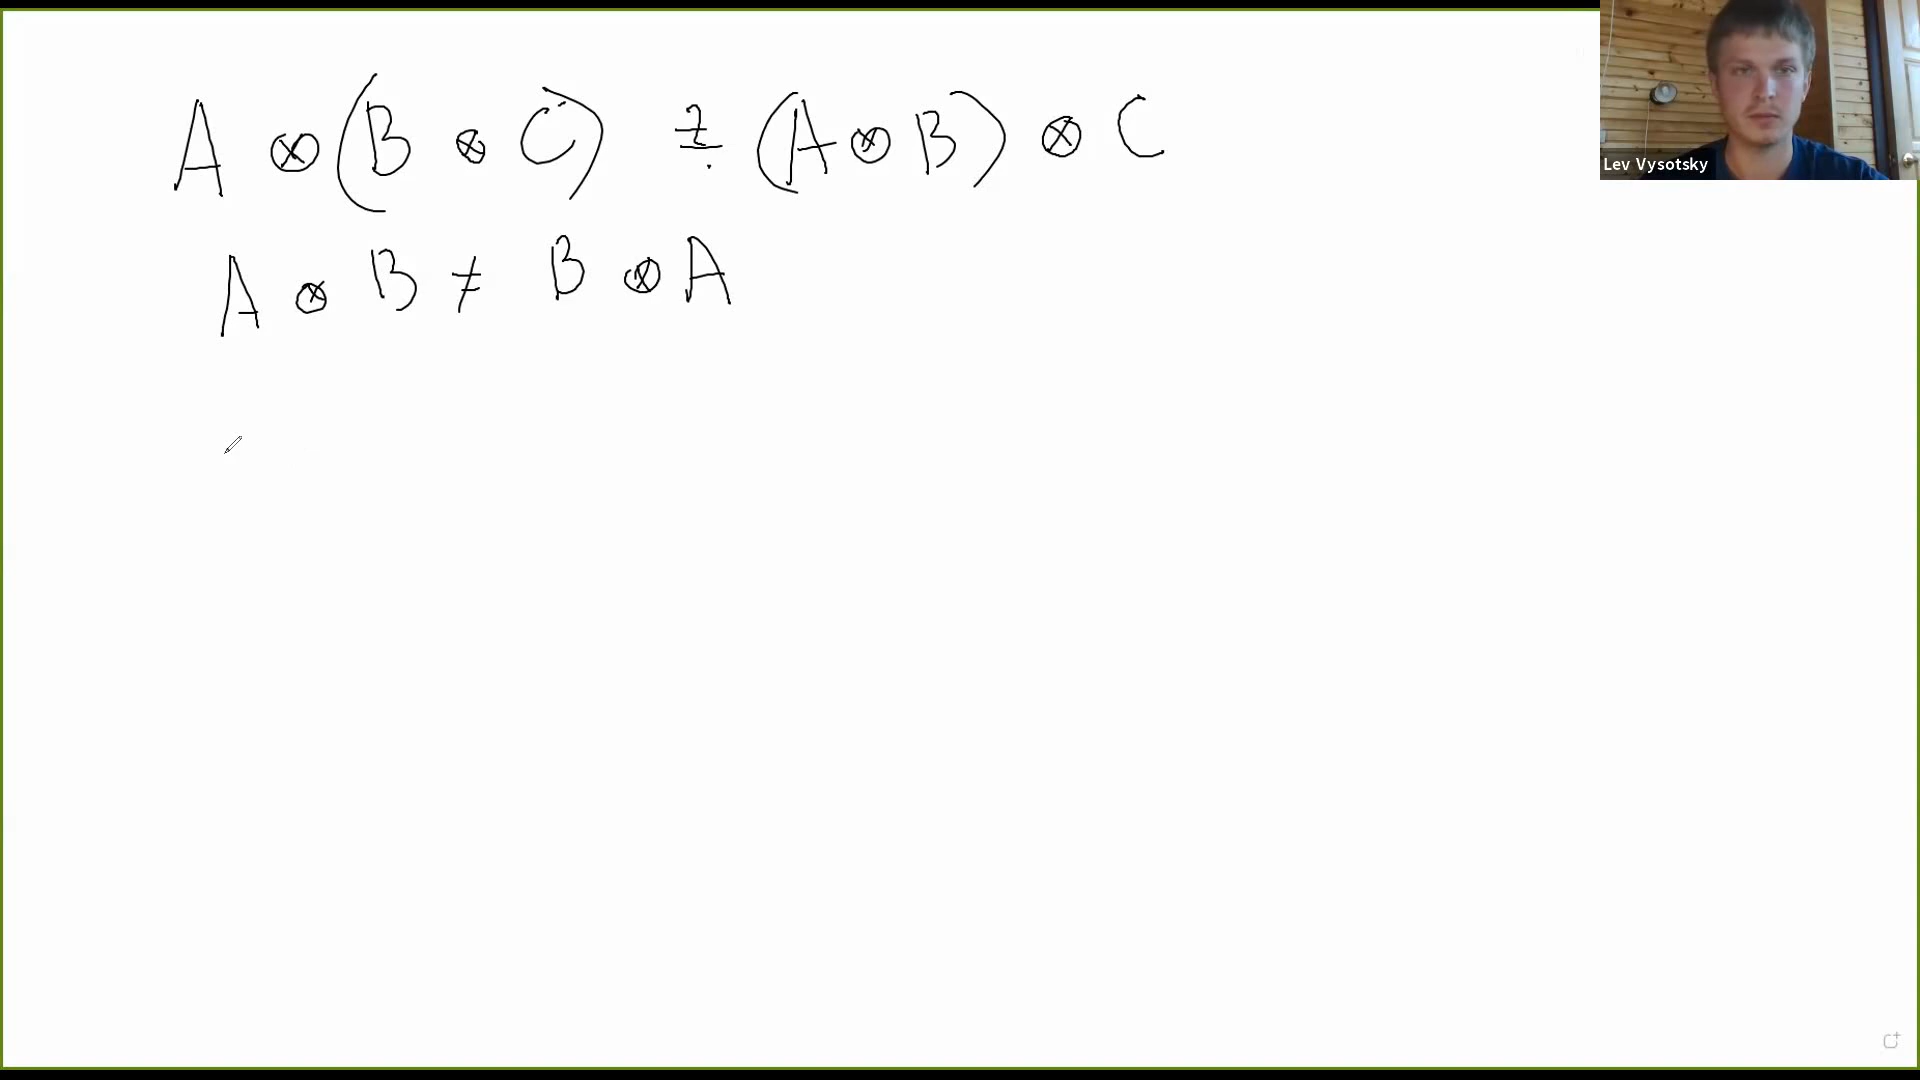 A ⊗ (B ⊗ C) ≟ (A ⊗ B) ⊗ C
A ⊗ B ≠ B ⊗ A
Lev Vysotsky